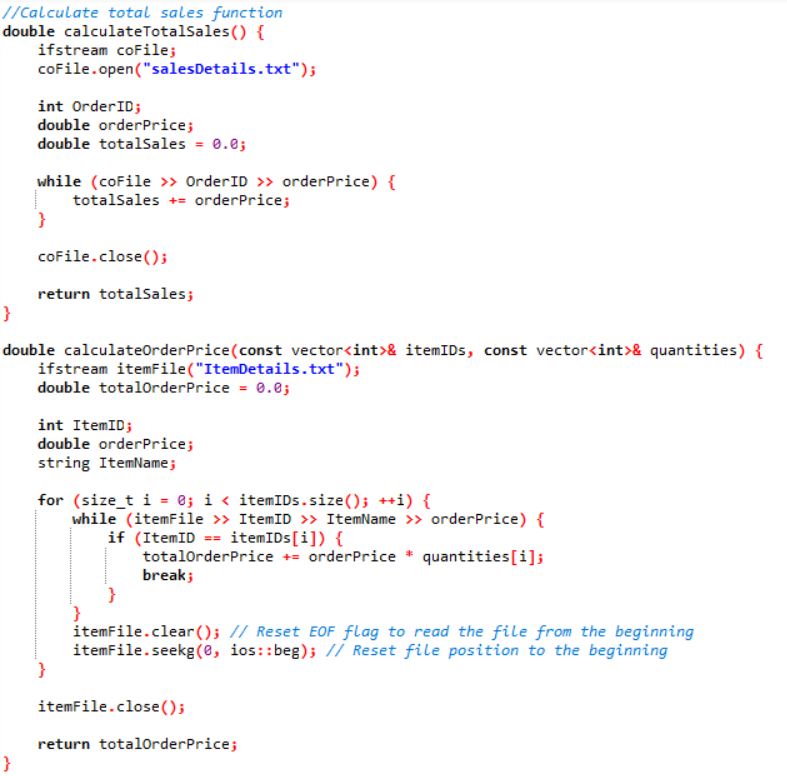 //Calculate total sales function
double calculateTotalSales() {
    ifstream coFile;
    coFile.open("salesDetails.txt");

    int OrderID;
    double orderPrice;
    double totalSales = 0.0;

    while (coFile >> OrderID >> orderPrice) {
        totalSales += orderPrice;
    }

    coFile.close();

    return totalSales;
}

double calculateOrderPrice(const vector<int>& itemIDs, const vector<int>& quantities) {
    ifstream itemFile("ItemDetails.txt");
    double totalOrderPrice = 0.0;

    int ItemID;
    double orderPrice;
    string ItemName;

    for (size_t i = 0; i < itemIDs.size(); ++i) {
        while (itemFile >> ItemID >> ItemName >> orderPrice) {
            if (ItemID == itemIDs[i]) {
                totalOrderPrice += orderPrice * quantities[i];
                break;
            }
        }
        itemFile.clear(); // Reset EOF flag to read the file from the beginning
        itemFile.seekg(0, ios::beg); // Reset file position to the beginning
    }

    itemFile.close();

    return totalOrderPrice;
}